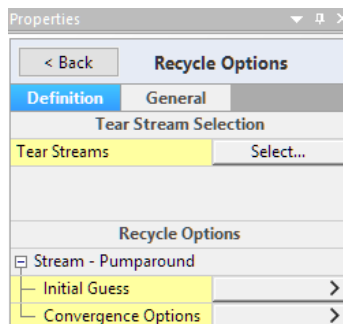 Properties
< Back Recycle Options
Definition General
Tear Stream Selection
Tear Streams Select...
Recycle Options
Stream - Pumparound
Initial Guess >
Convergence Options >